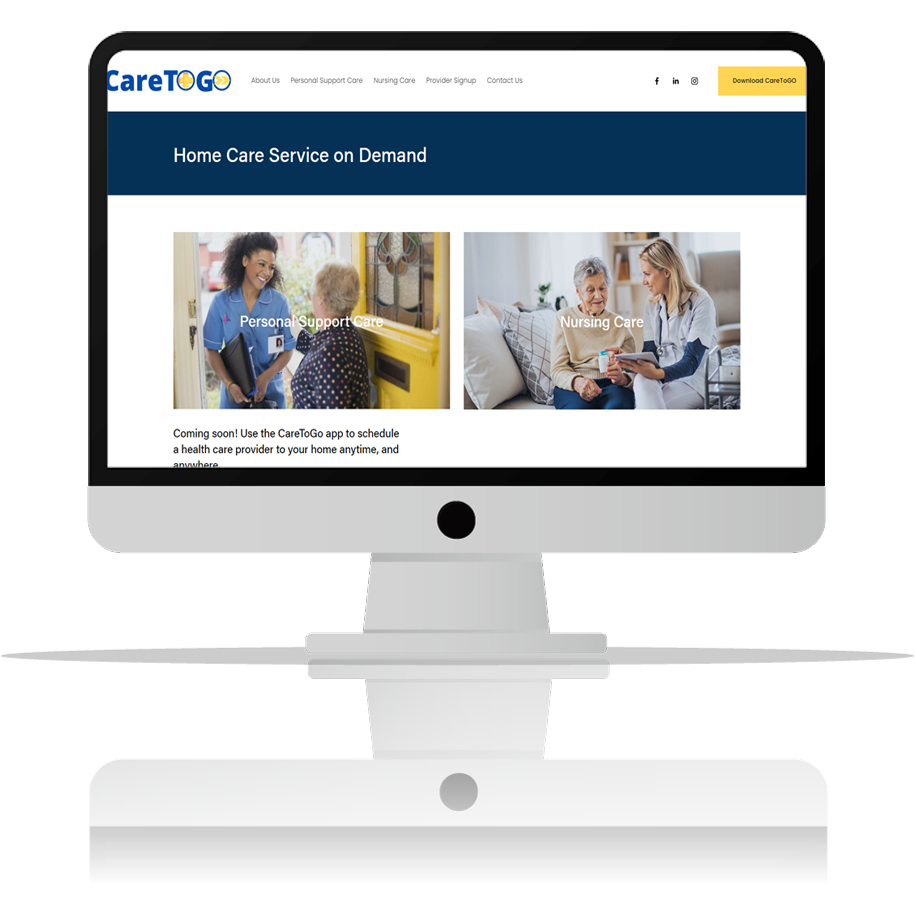 CareToGo
About Us Personal Support Care Nursing Care Provider Signup Contact Us
Download CareToGO
Home Care Service on Demand
Personal Support Care
Nursing Care
Coming soon! Use the CareToGo app to schedule
a health care provider to your home anytime, and
anywhere